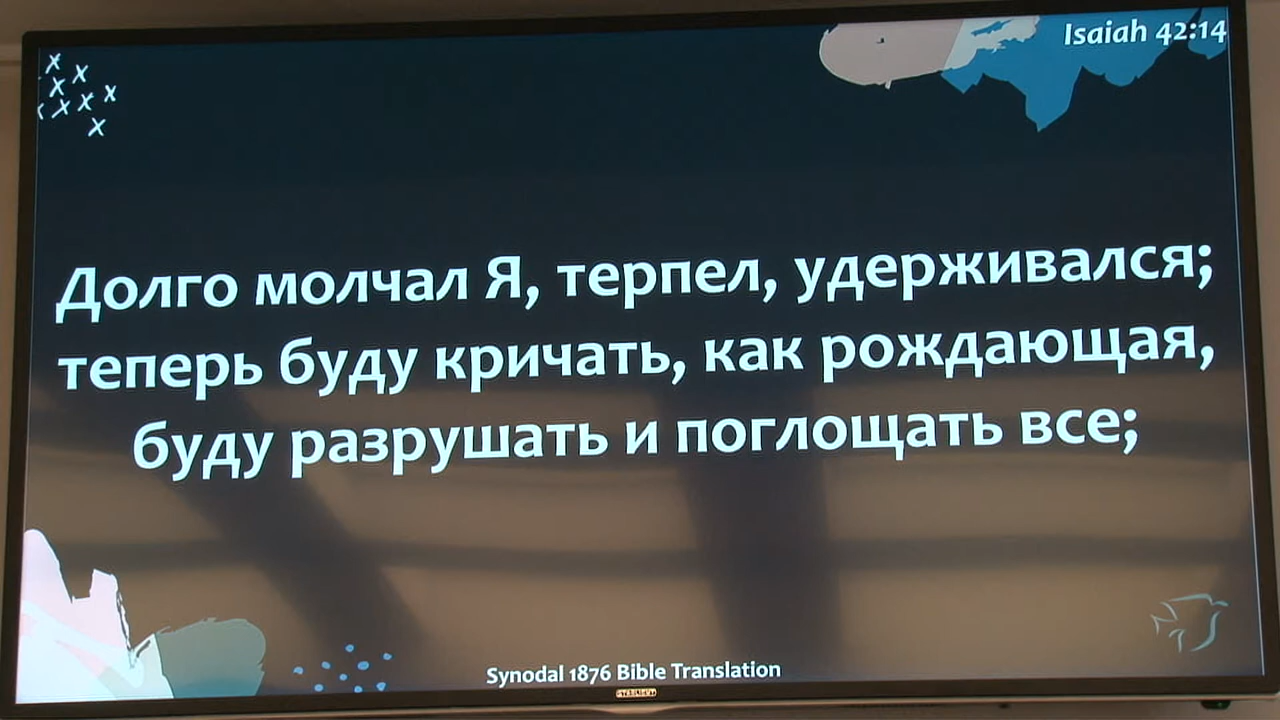 Isaiah 42:14
Долго молчал Я, терпел, удерживался;
теперь буду кричать, как рождающая,
буду разрушать и поглощать все;
Synodal 1876 Bible Translation